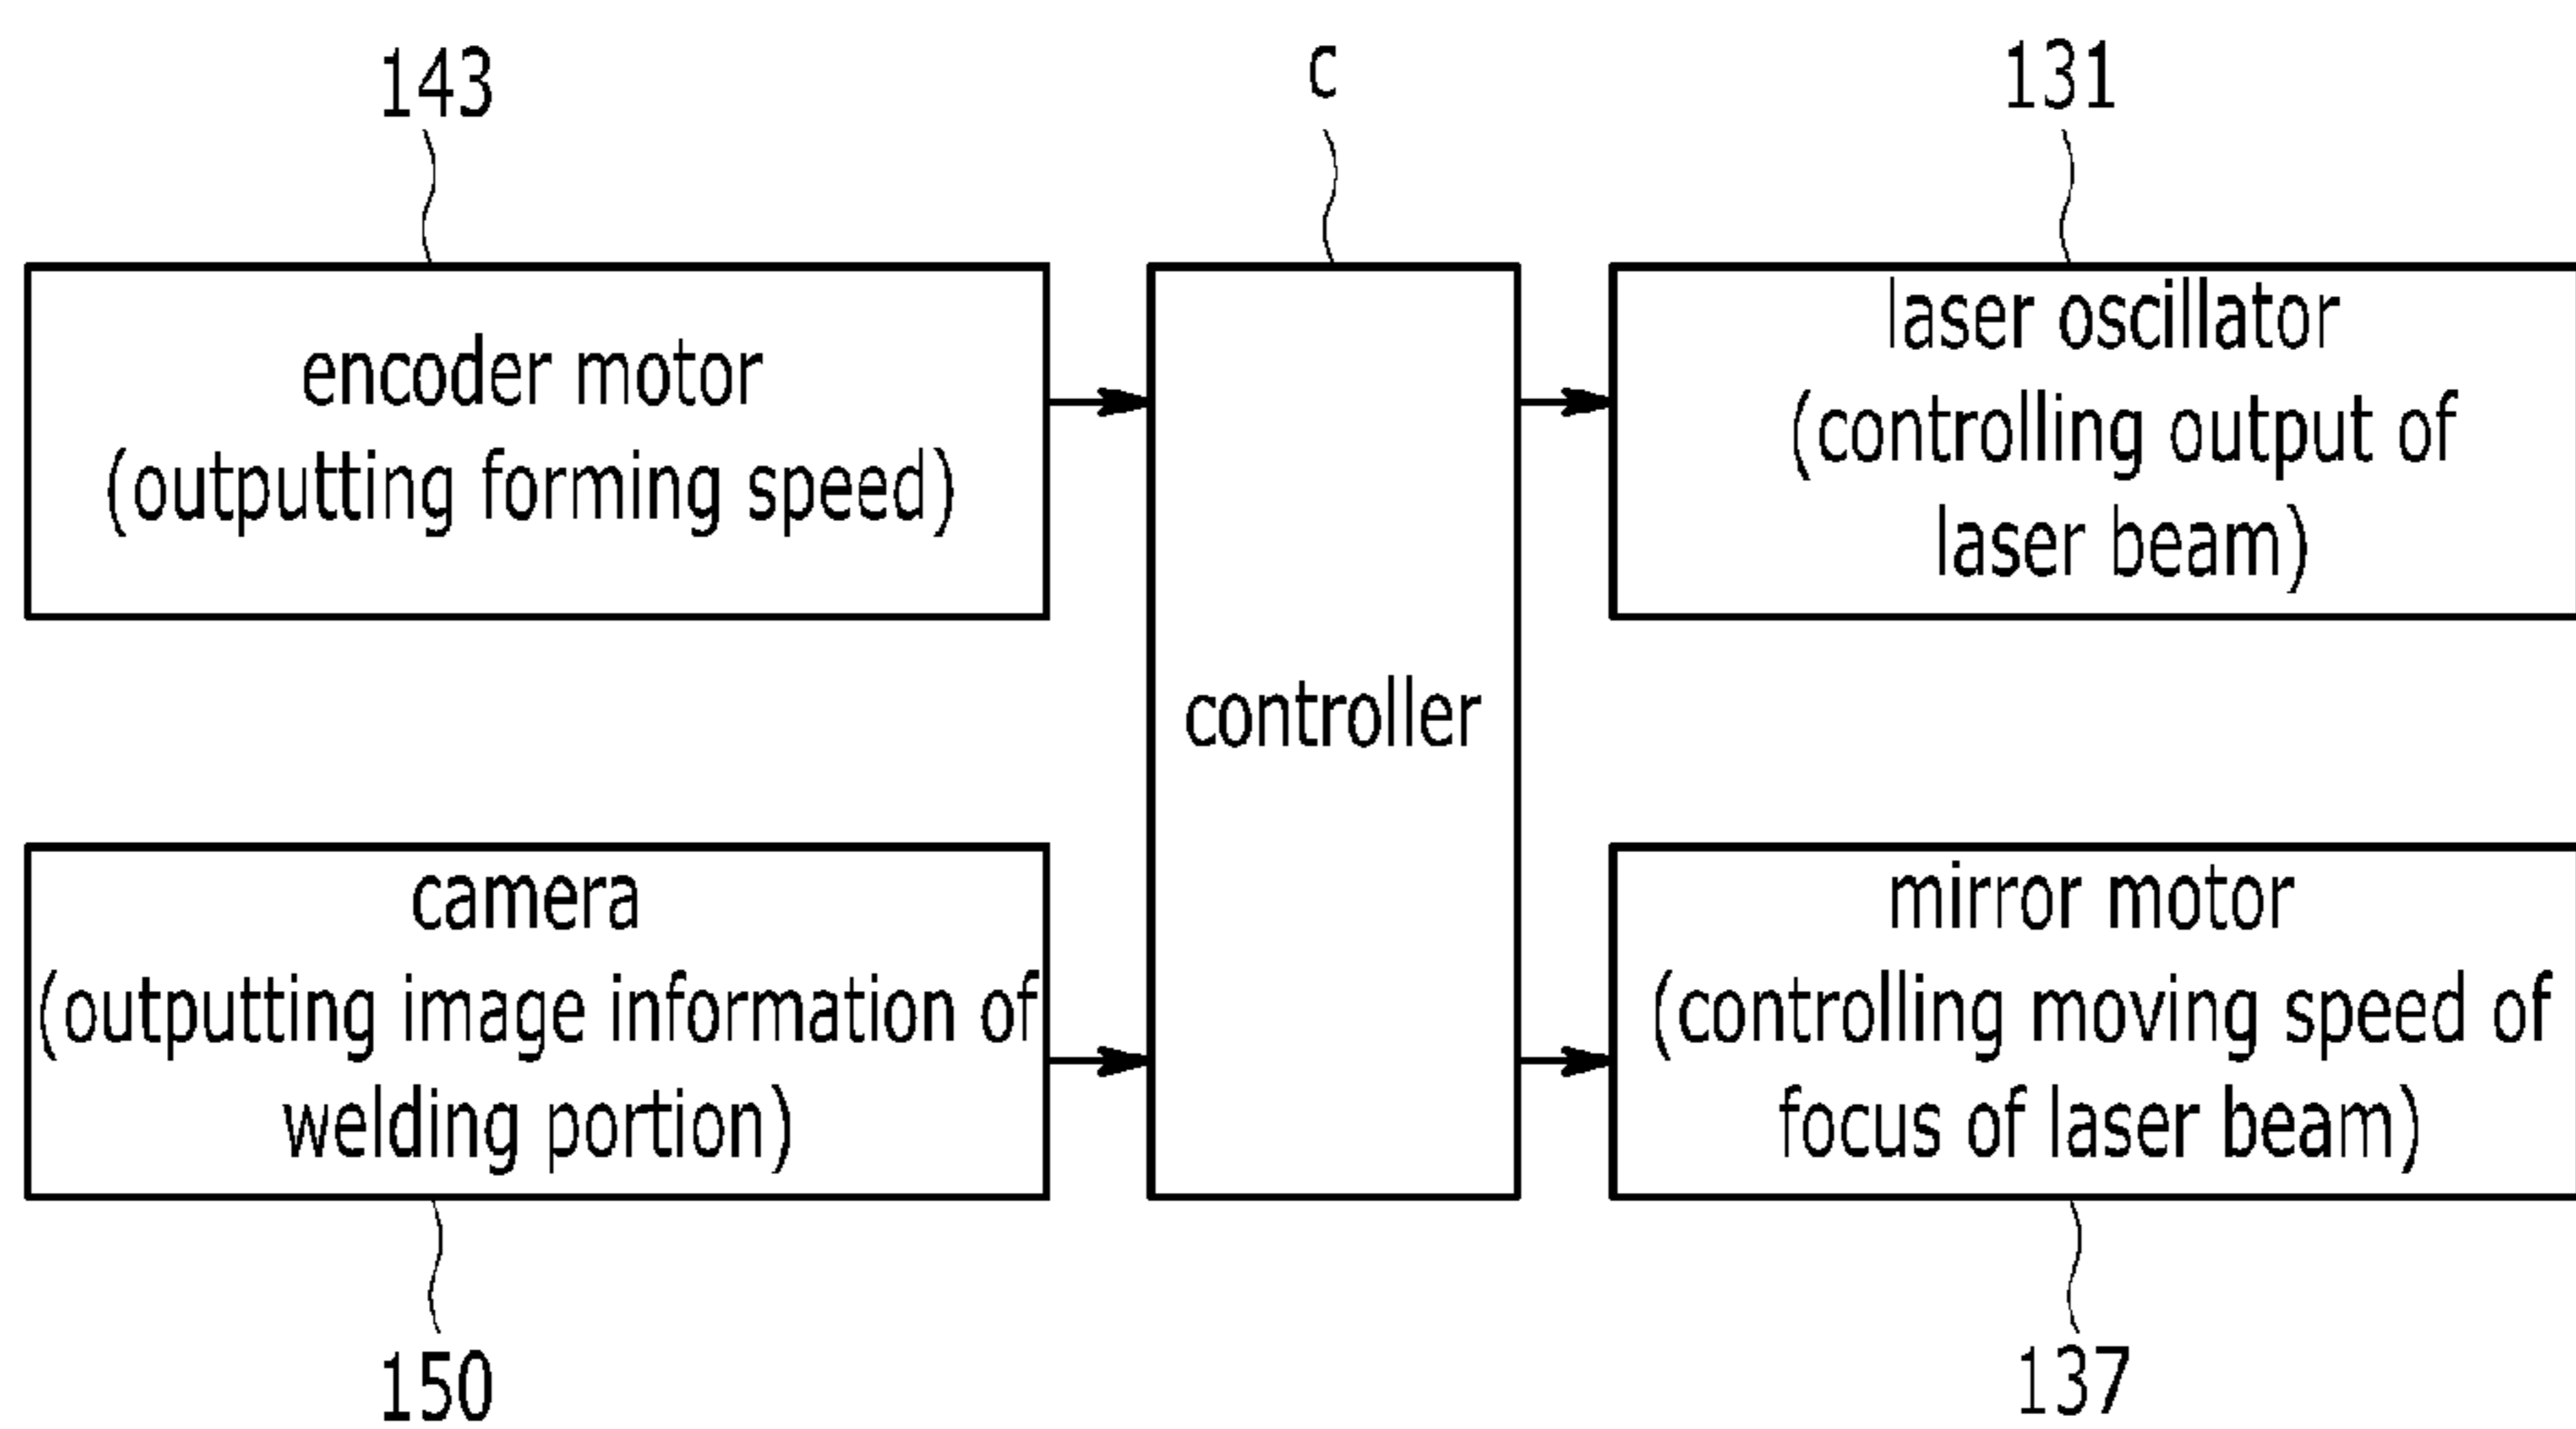 143
C
131
encoder motor
(outputting forming speed)
controller
laser oscillator
(controlling output of
laser beam)
camera
(outputting image information of
welding portion)
mirror motor
(controlling moving speed of
focus of laser beam)
150
137